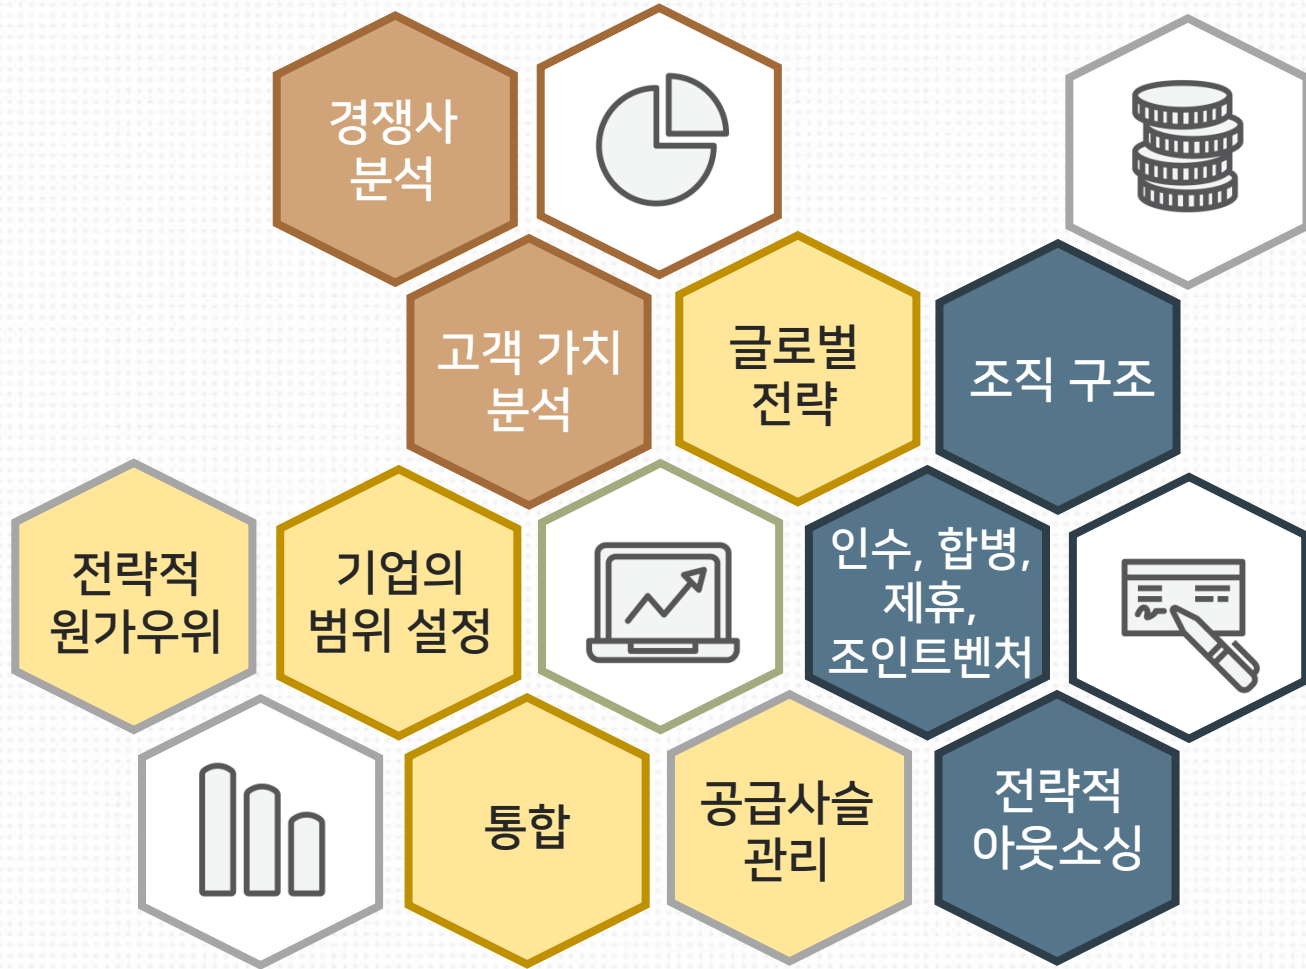 경쟁사
분석
고객 가치
분석
글로벌
전략
조직 구조
전략적
원가우위
기업의
범위 설정
인수, 합병,
제휴,
조인트벤처
통합
공급사슬
관리
전략적
아웃소싱